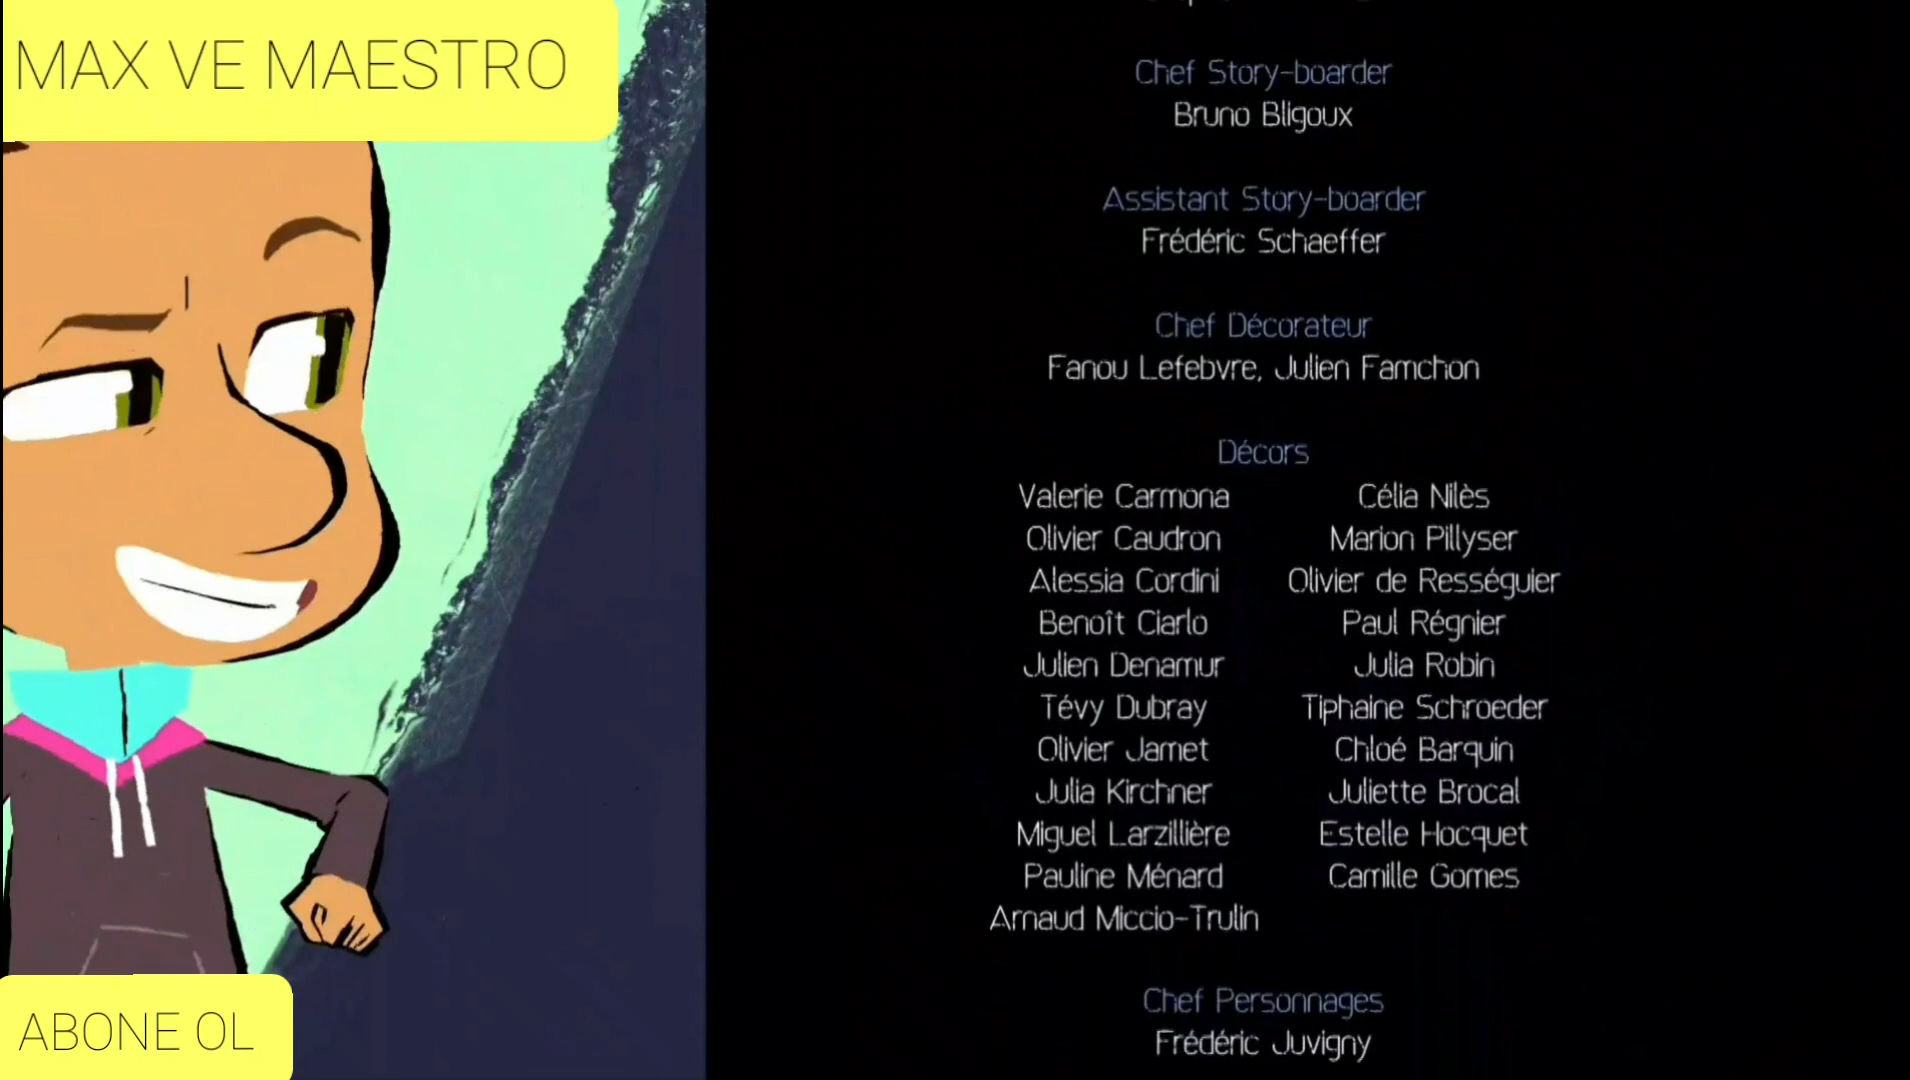 MAX VE MAESTRO
Chef Story-boarder
Bruno Bligoux
Assistant Story-boarder
Frédéric Schaeffer
Chef Décorateur
Fanou Lefebvre, Julien Famchon
Décors
Valerie Carmona
Célia Nilès
Olivier Caudron
Marion Pillyser
Alessia Cordini
Olivier de Rességuier
Benoît Ciarlo
Paul Régnier
Julien Denamur
Julia Robin
Tévy Dubray
Tiphaine Schroeder
Olivier Jamet
Chloé Barquin
Julia Kirchner
Juliette Brocal
Miguel Larzillière
Estelle Hocquet
Pauline Ménard
Camille Gomes
Arnaud Miccio-Trulin
Chef Personnages
Frédéric Juvigny
ABONE OL